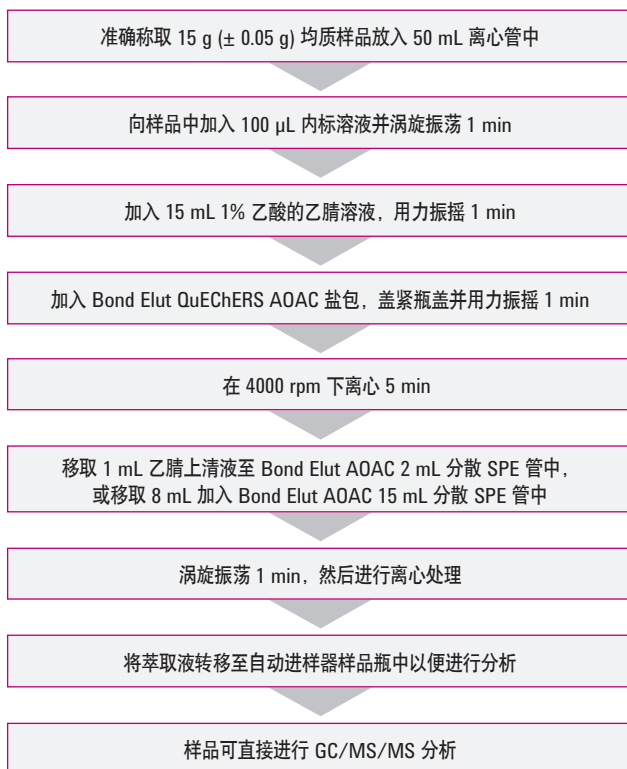 准确称取 15 g (± 0.05 g) 均质样品放入 50 mL 离心管中
向样品中加入 100 µL 内标溶液并涡旋振荡 1 min
加入 15 mL 1% 乙酸的乙腈溶液，用力振摇 1 min
加入 Bond Elut QuEChERS AOAC 盐包，盖紧瓶盖并用力振摇 1 min
在 4000 rpm 下离心 5 min
移取 1 mL 乙腈上清液至 Bond Elut AOAC 2 mL 分散 SPE 管中，
或移取 8 mL 加入 Bond Elut AOAC 15 mL 分散 SPE 管中
涡旋振荡 1 min，然后进行离心处理
将萃取液转移至自动进样器样品瓶中以便进行分析
样品可直接进行 GC/MS/MS 分析